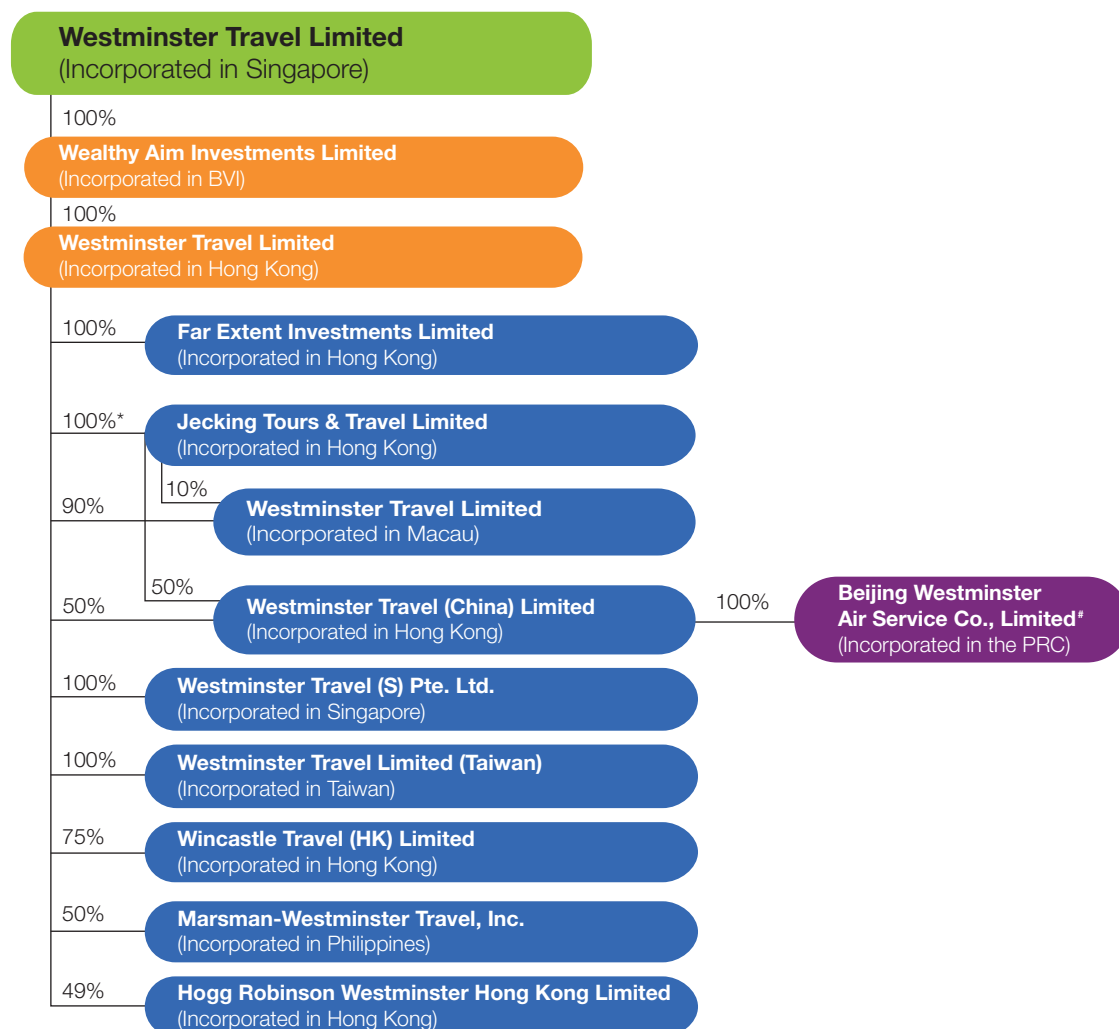 Westminster Travel Limited
(Incorporated in Singapore)
100%
Wealthy Aim Investments Limited
(Incorporated in BVI)
100%
Westminster Travel Limited
(Incorporated in Hong Kong)
100%
Far Extent Investments Limited
(Incorporated in Hong Kong)
100%*
Jecking Tours & Travel Limited
(Incorporated in Hong Kong)
10%
90%
Westminster Travel Limited
(Incorporated in Macau)
50%
50%
Westminster Travel (China) Limited
(Incorporated in Hong Kong)
100%
Beijing Westminster
Air Service Co., Limited#
(Incorporated in the PRC)
100%
Westminster Travel (S) Pte. Ltd.
(Incorporated in Singapore)
100%
Westminster Travel Limited (Taiwan)
(Incorporated in Taiwan)
75%
Wincastle Travel (HK) Limited
(Incorporated in Hong Kong)
50%
Marsman-Westminster Travel, Inc.
(Incorporated in Philippines)
49%
Hogg Robinson Westminster Hong Kong Limited
(Incorporated in Hong Kong)